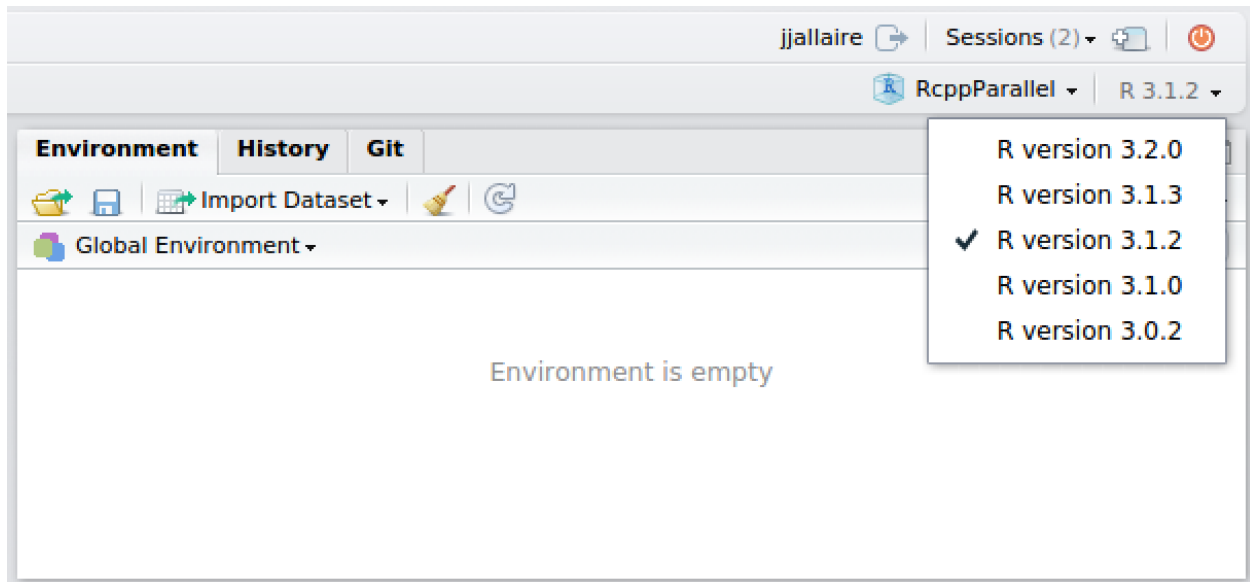 jjallaire Sessions (2)
RcppParallel R 3.1.2
Environment History Git
Import Dataset
Global Environment
R version 3.2.0
R version 3.1.3
R version 3.1.2
R version 3.1.0
R version 3.0.2
Environment is empty